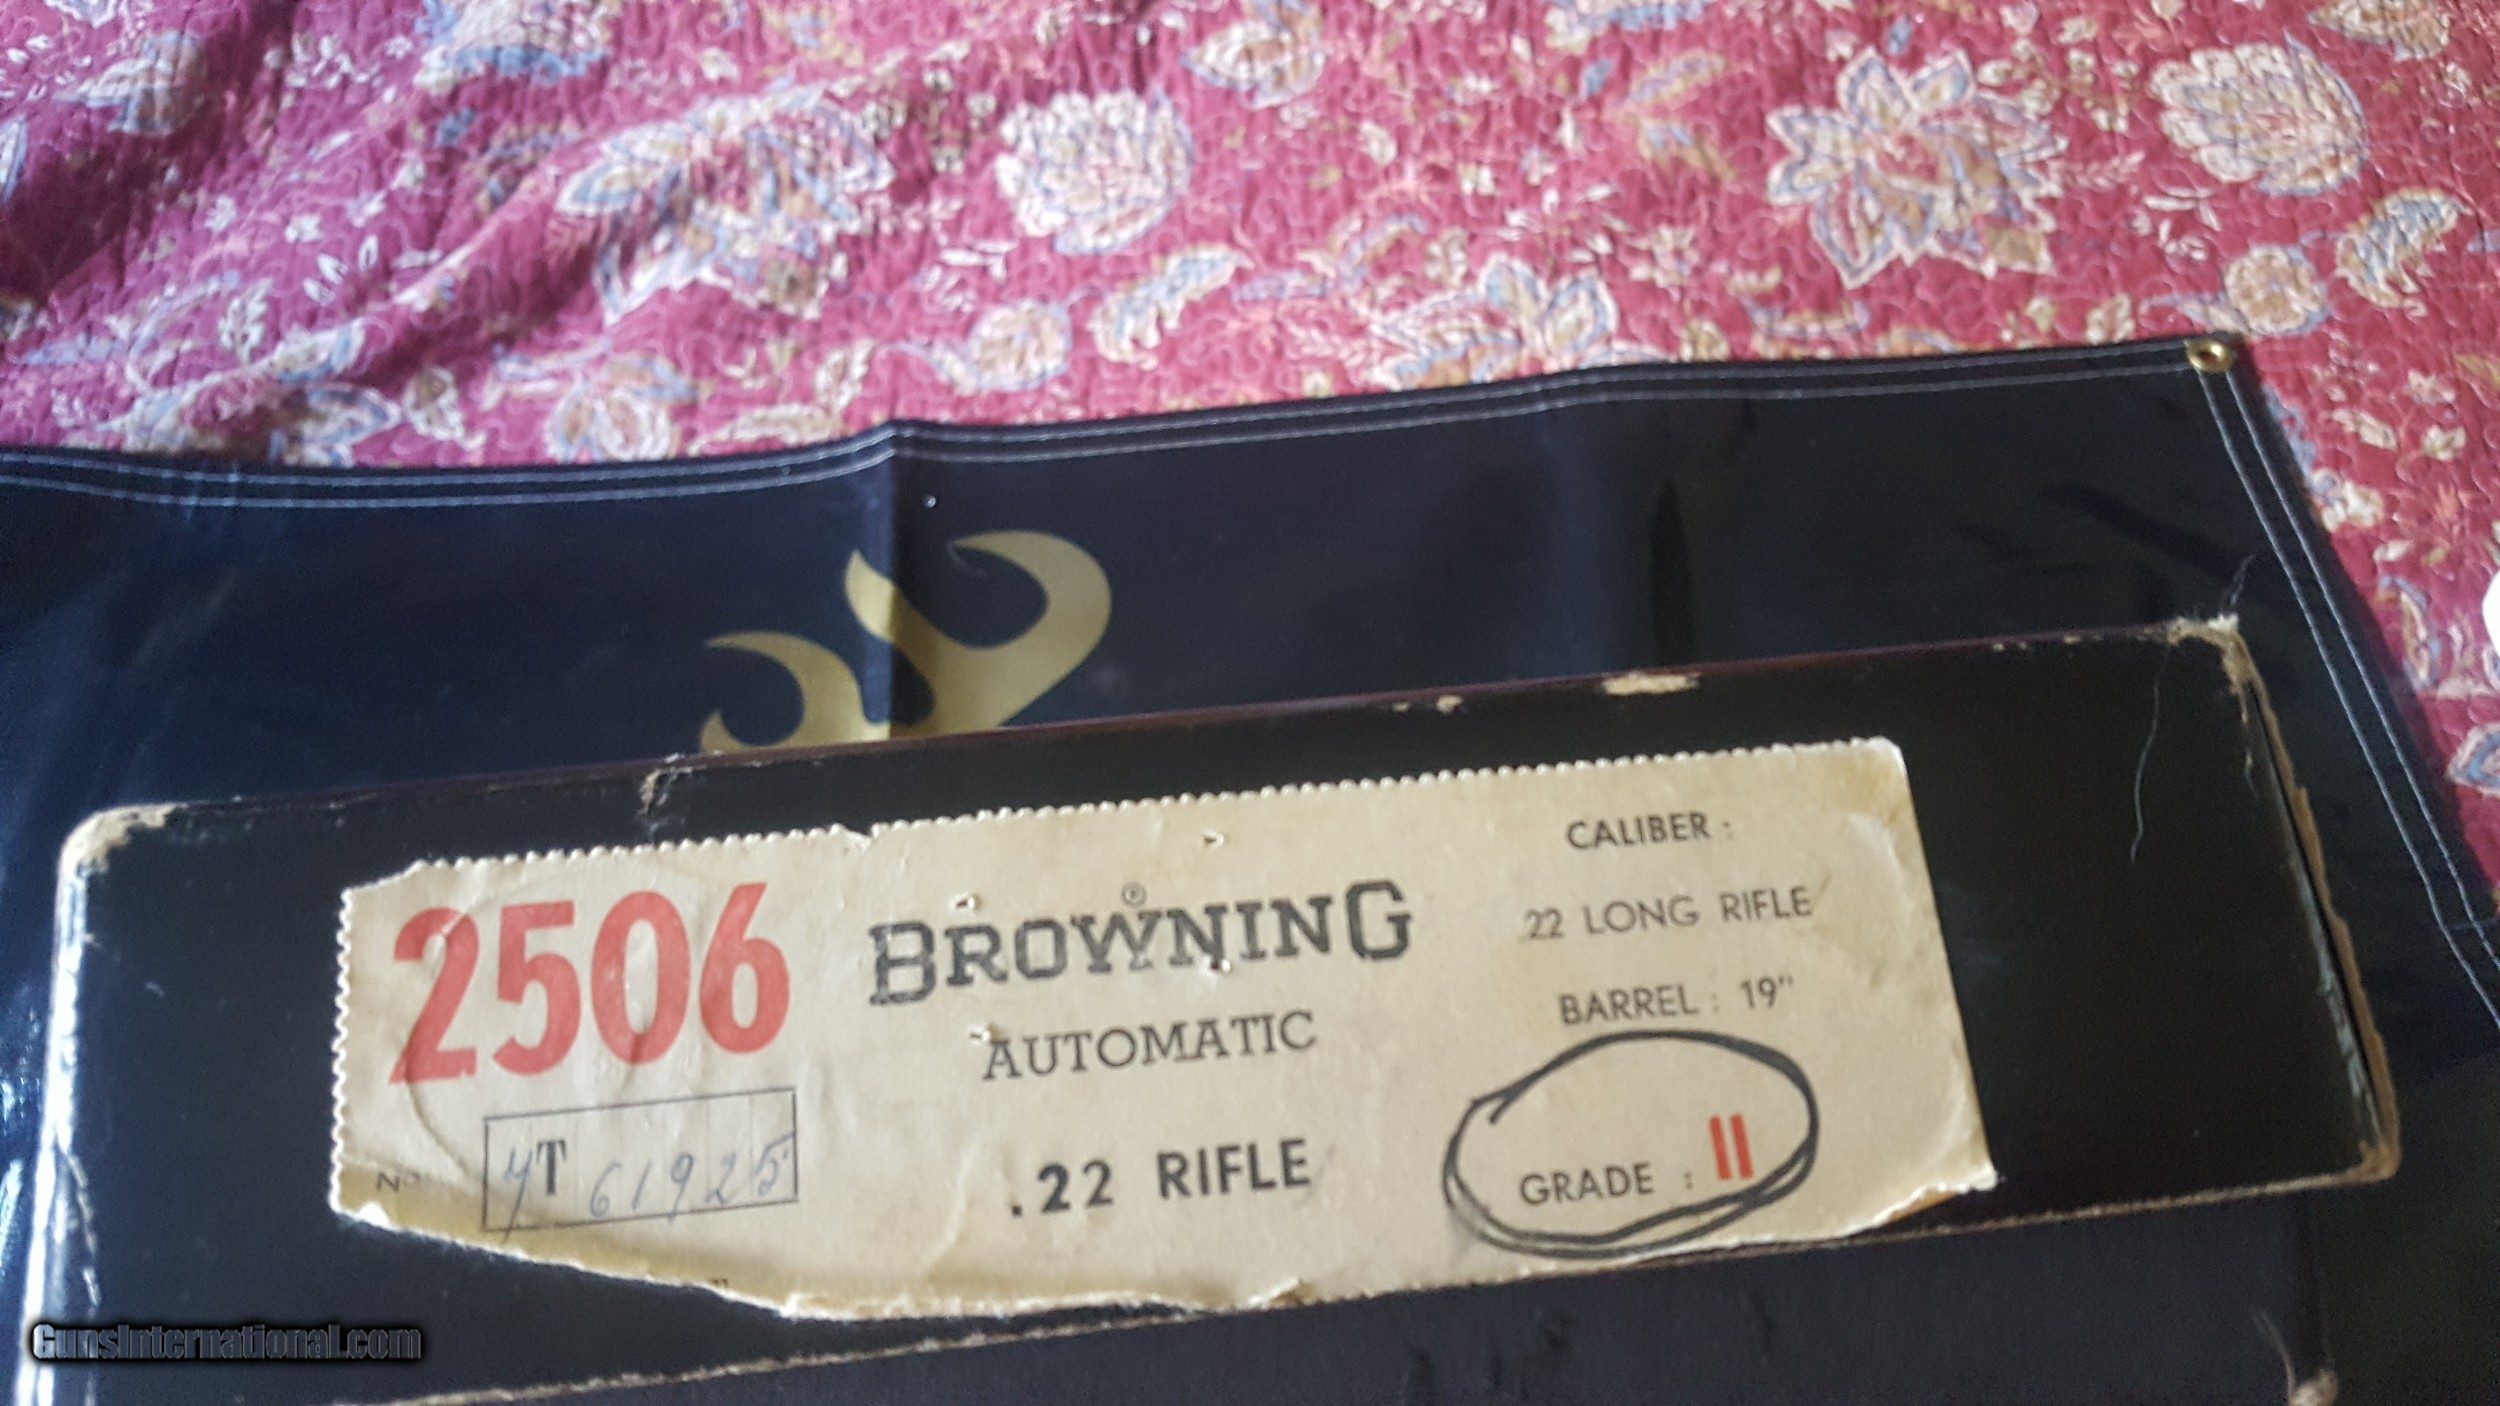 2506
BROWNING
®
AUTOMATIC
.22 RIFLE
CALIBER :
22 LONG RIFLE
BARREL : 19"
GRADE : II
No
4T 61925
GunsInternational.com